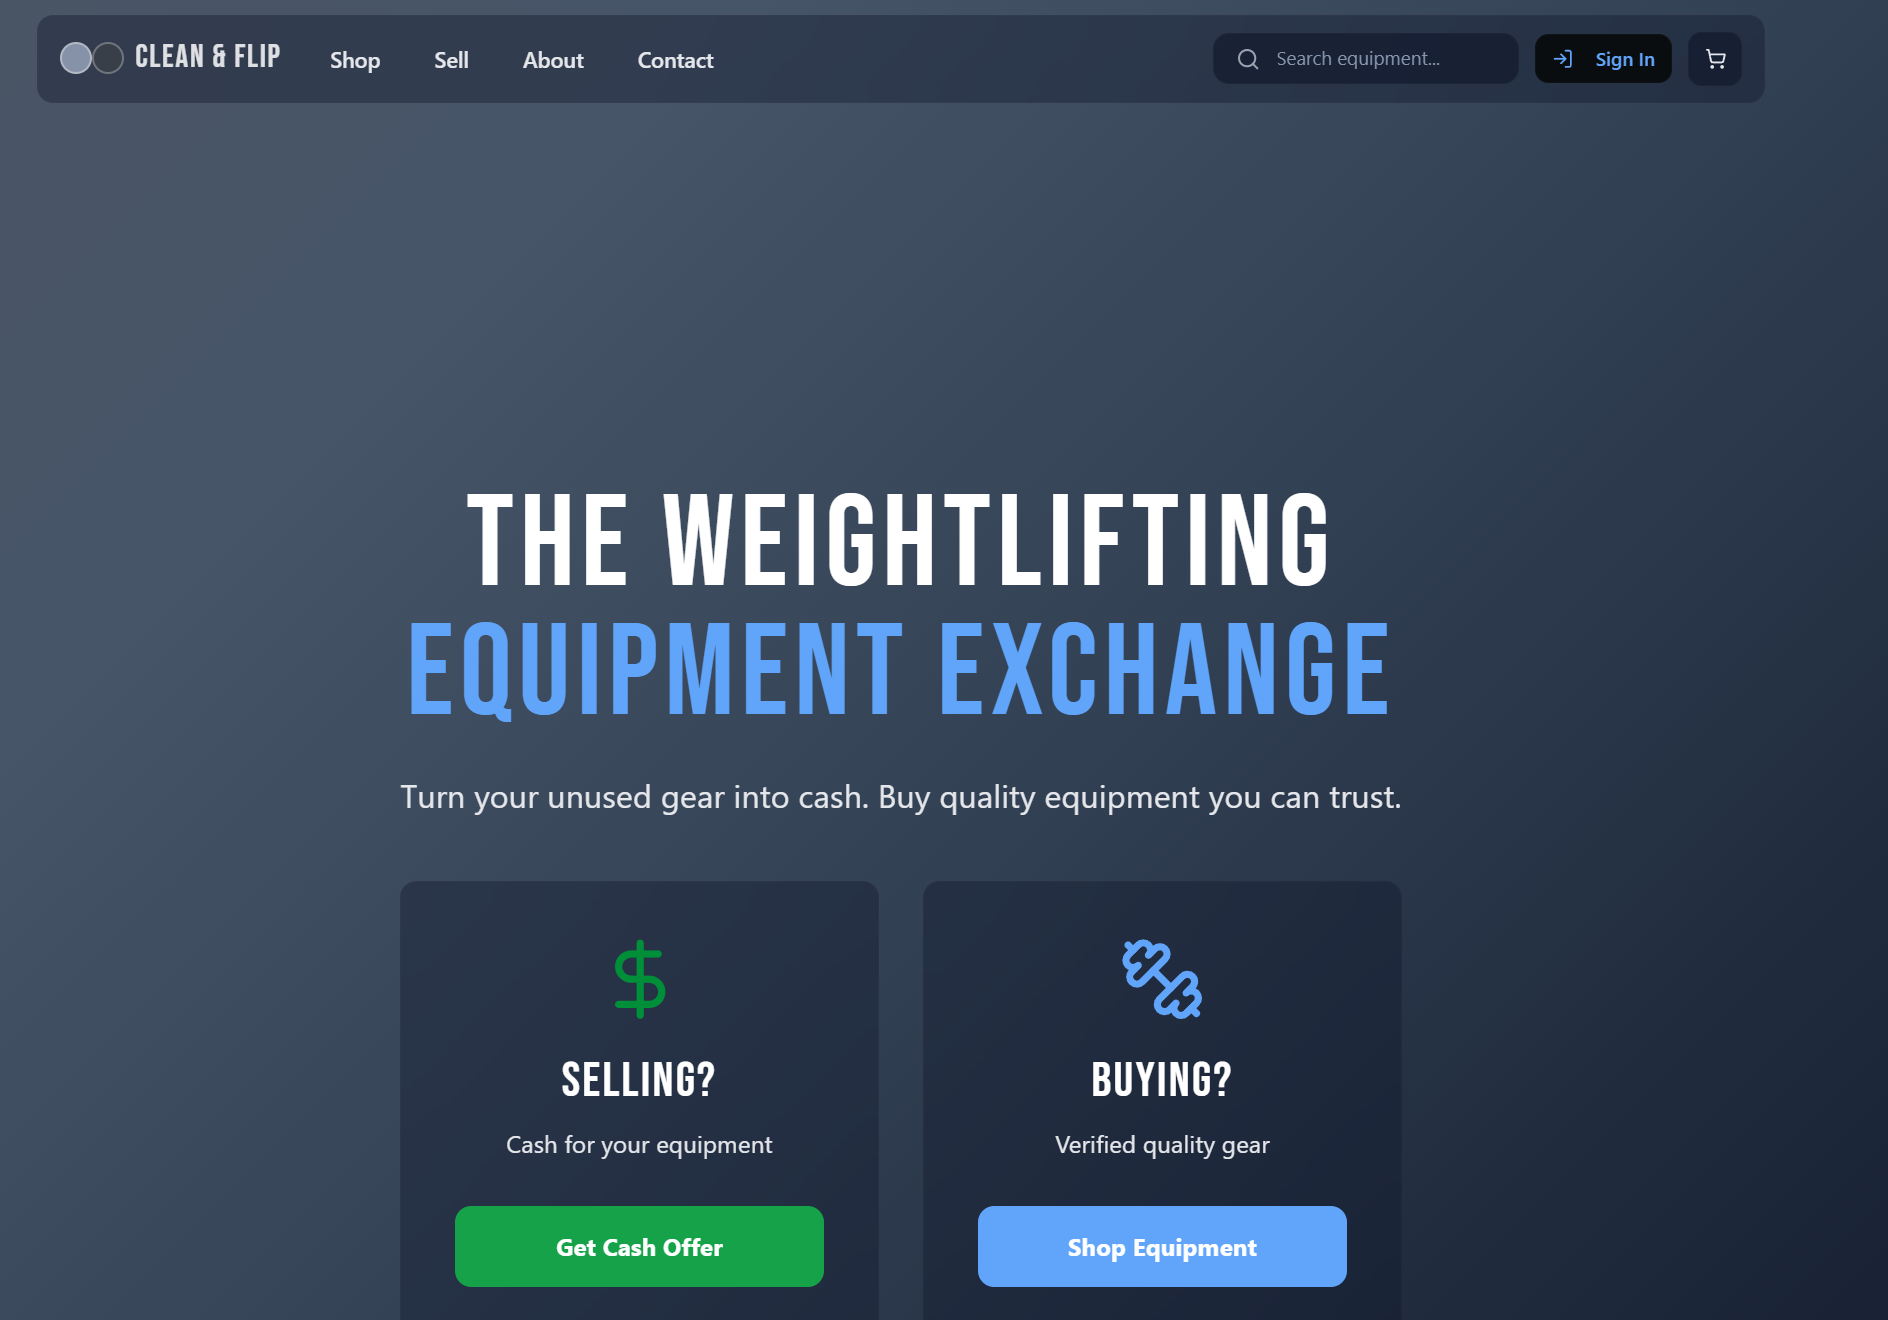 CLEAN & FLIP
Shop
Sell
About
Contact
Search equipment...
Sign In
THE WEIGHTLIFTING
EQUIPMENT EXCHANGE
Turn your unused gear into cash. Buy quality equipment you can trust.
SELLING?
Cash for your equipment
Get Cash Offer
BUYING?
Verified quality gear
Shop Equipment